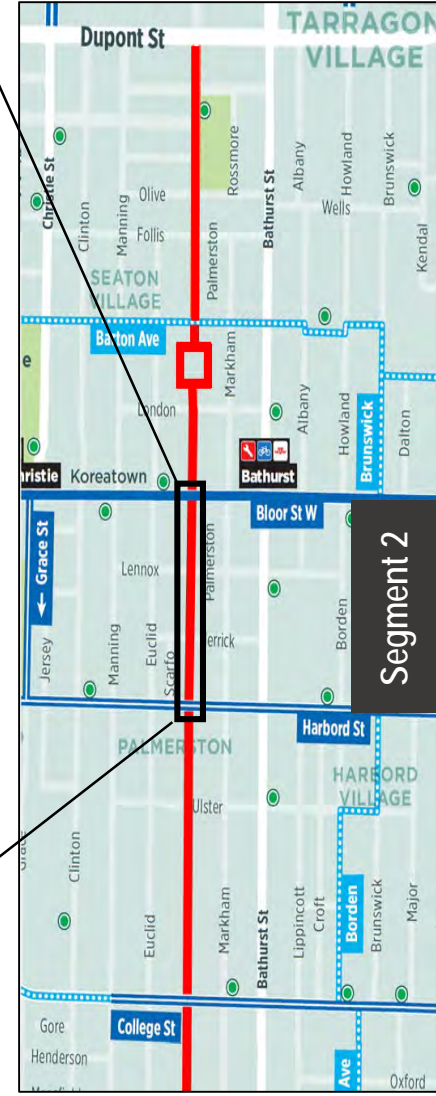 TARRAGON
VILLAGE
Dupont St
Christie St
Clinton
Manning
Olive
Follis
Palmerston
Rossmore
Bathurst St
Albany
Howland
Wells
Brunswick
Kendal
SEATON
VILLAGE
Barton Ave
London
Markham
Albany
Howland
Brunswick
Dalton
Koreatown
Bathurst
Bloor St W
← Grace St
Jersey
Manning
Lennox
Euclid
Scarfo
Palmerston
Borden
Segment 2
Harbord St
PALMERSTON
HARBORD
VILLAGE
Ulster
Clinton
Euclid
Markham
Bathurst St
Lippincott
Croft
Borden
Brunswick
Major
College St
Gore
Henderson
Ave
Oxford